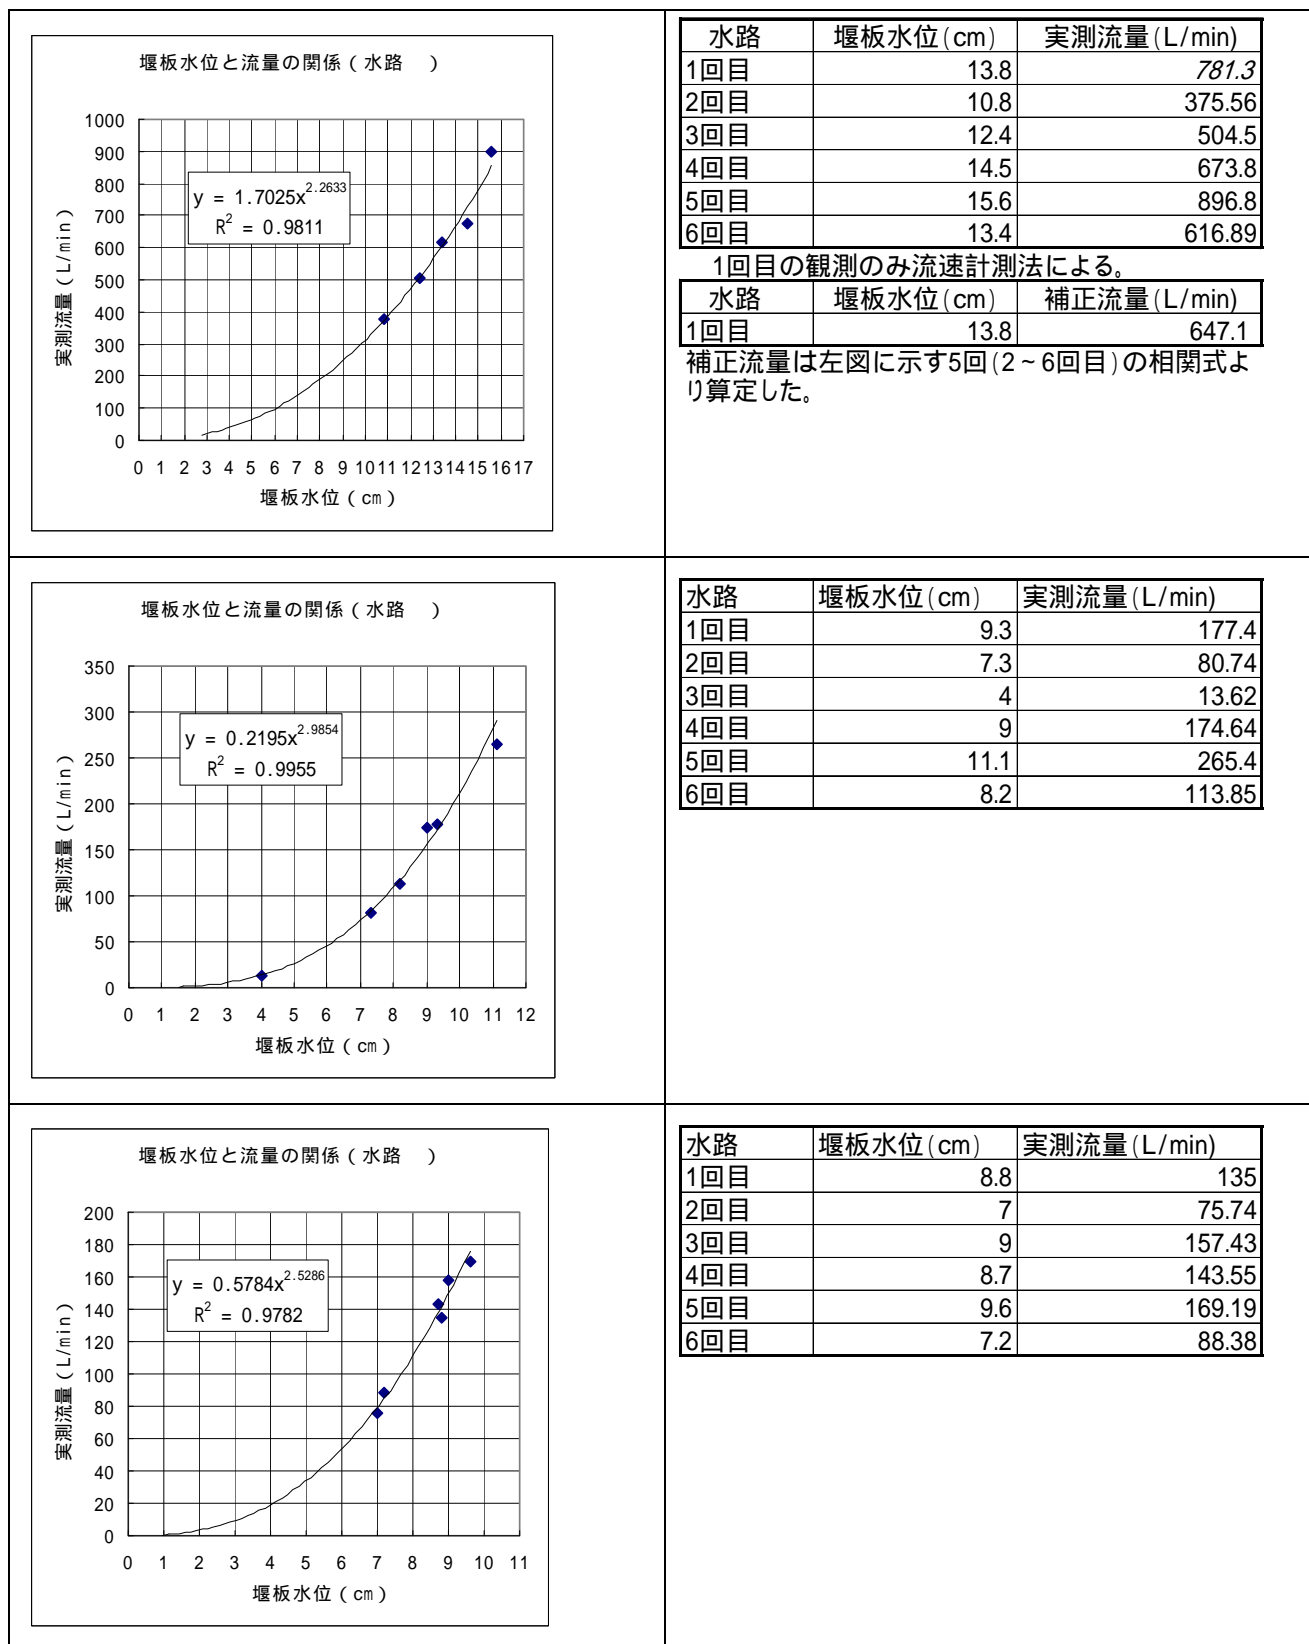 堰板水位と流量の関係(水路　)
1000
900
800
700
600
500
400
300
200
100
0
y = 1.7025x^2.2633
R² = 0.9811
実測流量(L/min)
0 1 2 3 4 5 6 7 8 9 10 11 12 13 14 15 16 17
堰板水位(㎝)
水路 堰板水位(cm) 実測流量(L/min)
1回目 13.8 781.3
2回目 10.8 375.56
3回目 12.4 504.5
4回目 14.5 673.8
5回目 15.6 896.8
6回目 13.4 616.89
1回目の観測のみ流速計測法による。
水路 堰板水位(cm) 補正流量(L/min)
1回目 13.8 647.1
補正流量は左図に示す5回(2~6回目)の相関式よ
り算定した。
堰板水位と流量の関係(水路　)
350
300
250
200
150
100
50
0
y = 0.2195x^2.9854
R² = 0.9955
実測流量(L/min)
0 1 2 3 4 5 6 7 8 9 10 11 12
堰板水位(㎝)
水路 堰板水位(cm) 実測流量(L/min)
1回目 9.3 177.4
2回目 7.3 80.74
3回目 4 13.62
4回目 9 174.64
5回目 11.1 265.4
6回目 8.2 113.85
堰板水位と流量の関係(水路　)
200
180
160
140
120
100
80
60
40
20
0
y = 0.5784x^2.5286
R² = 0.9782
実測流量(L/min)
0 1 2 3 4 5 6 7 8 9 10 11
堰板水位(㎝)
水路 堰板水位(cm) 実測流量(L/min)
1回目 8.8 135
2回目 7 75.74
3回目 9 157.43
4回目 8.7 143.55
5回目 9.6 169.19
6回目 7.2 88.38